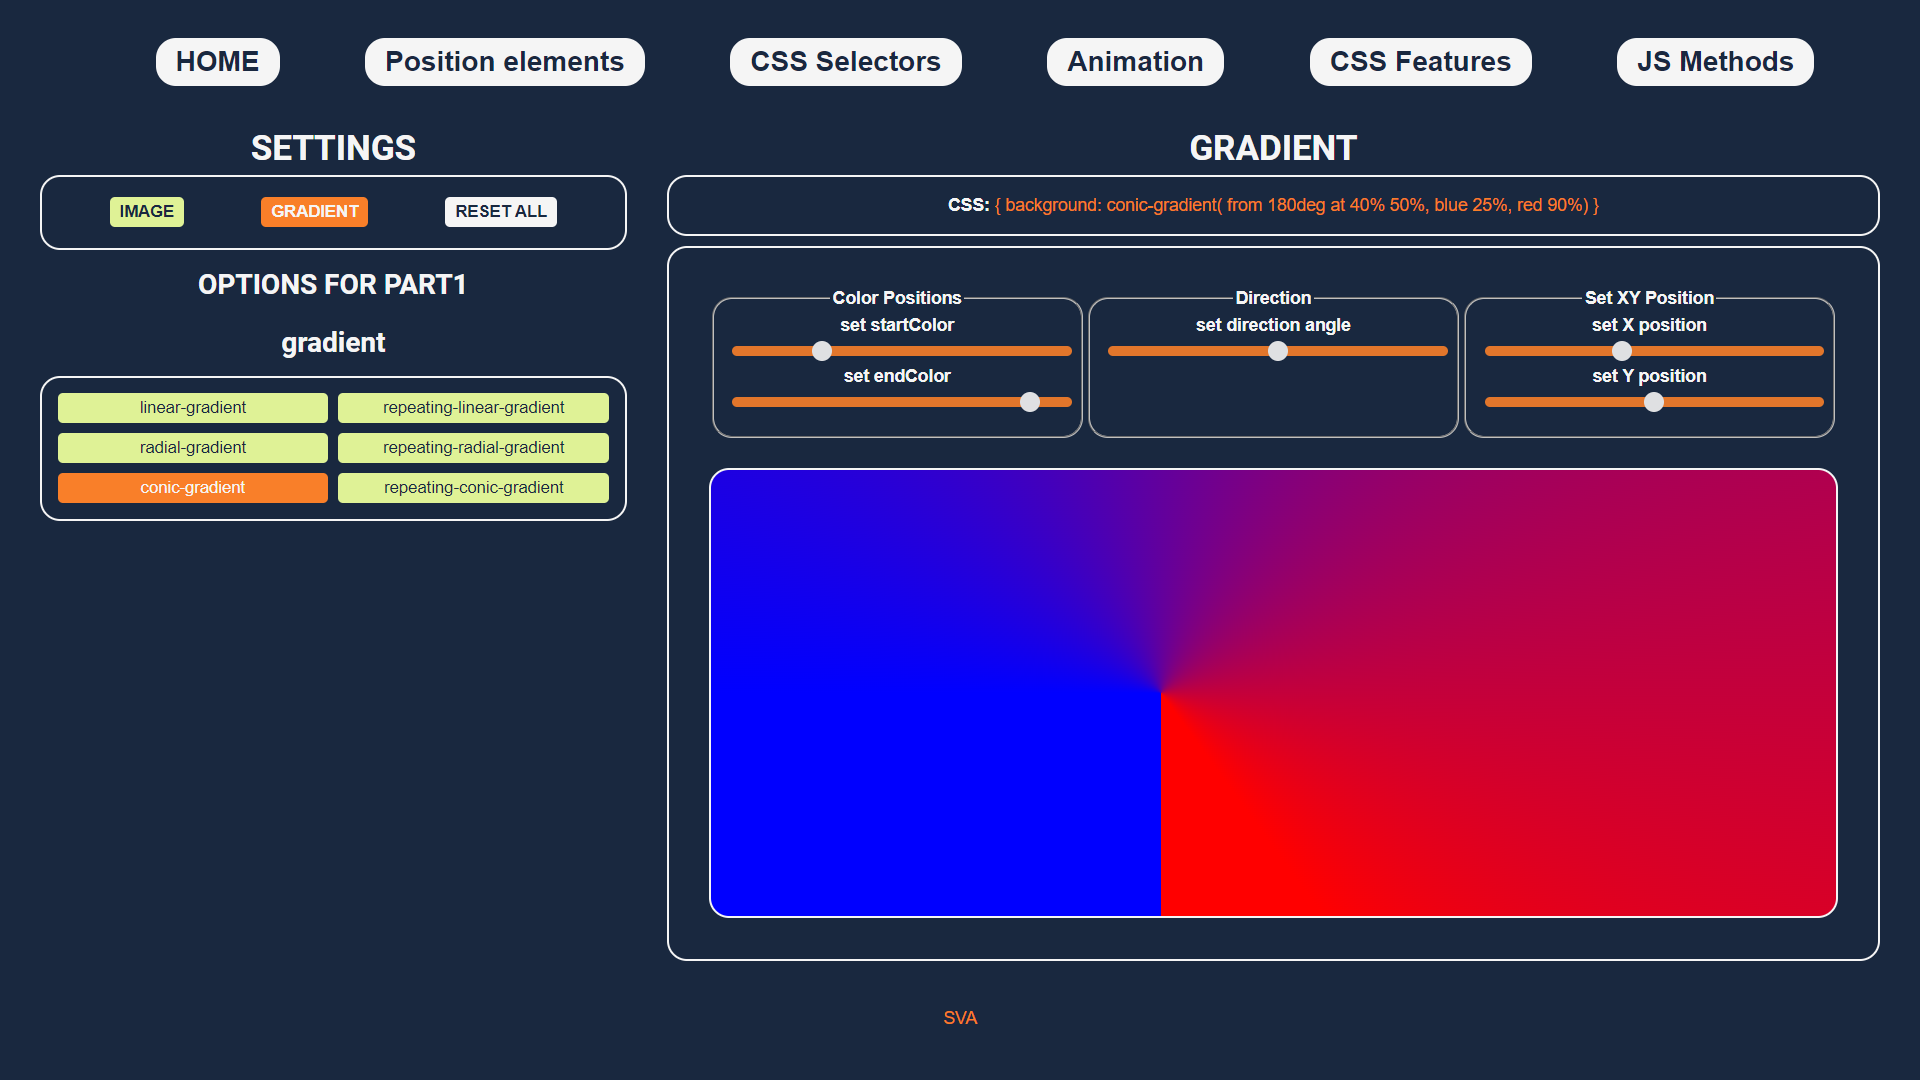 HOME
Position elements
CSS Selectors
Animation
CSS Features
JS Methods
SETTINGS
IMAGE
GRADIENT
RESET ALL
OPTIONS FOR PART1
gradient
linear-gradient
repeating-linear-gradient
radial-gradient
repeating-radial-gradient
conic-gradient
repeating-conic-gradient
GRADIENT
CSS: { background: conic-gradient( from 180deg at 40% 50%, blue 25%, red 90%) }
Color Positions
set startColor
set endColor
Direction
set direction angle
Set XY Position
set X position
set Y position
SVA